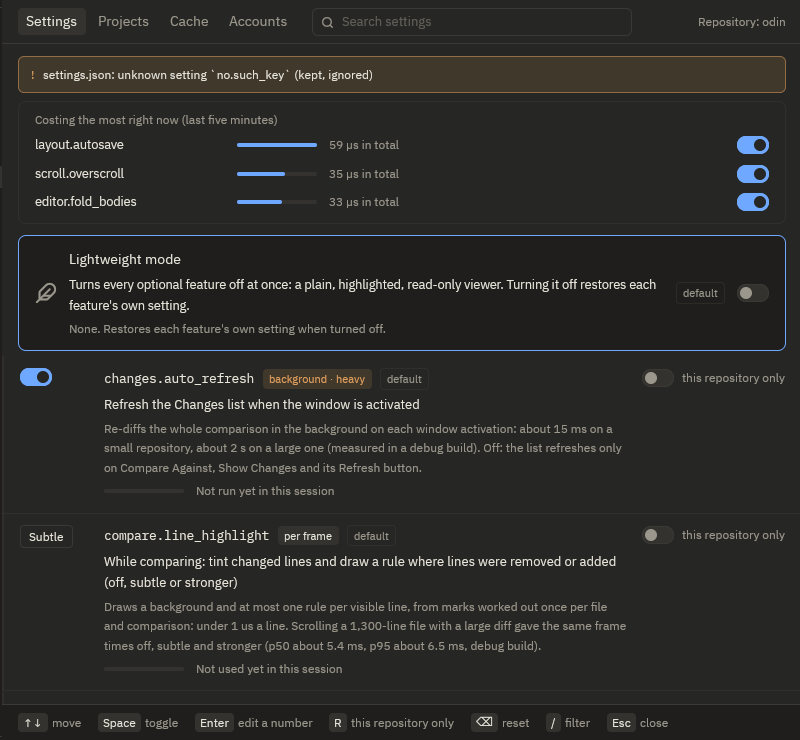 Settings Projects Cache Accounts Search settings Repository: odin
! settings.json: unknown setting `no.such_key` (kept, ignored)
Costing the most right now (last five minutes)
layout.autosave 59 µs in total
scroll.overscroll 35 µs in total
editor.fold_bodies 33 µs in total
Lightweight mode
Turns every optional feature off at once: a plain, highlighted, read-only viewer. Turning it off restores each
feature's own setting.
default
None. Restores each feature's own setting when turned off.
changes.auto_refresh background · heavy default this repository only
Refresh the Changes list when the window is activated
Re-diffs the whole comparison in the background on each window activation: about 15 ms on a
small repository, about 2 s on a large one (measured in a debug build). Off: the list refreshes only
on Compare Against, Show Changes and its Refresh button.
Not run yet in this session
Subtle compare.line_highlight per frame default this repository only
While comparing: tint changed lines and draw a rule where lines were removed or added
(off, subtle or stronger)
Draws a background and at most one rule per visible line, from marks worked out once per file
and comparison: under 1 us a line. Scrolling a 1,300-line file with a large diff gave the same frame
times off, subtle and stronger (p50 about 5.4 ms, p95 about 6.5 ms, debug build).
Not used yet in this session
↑↓ move Space toggle Enter edit a number R this repository only ⌫ reset / filter Esc close